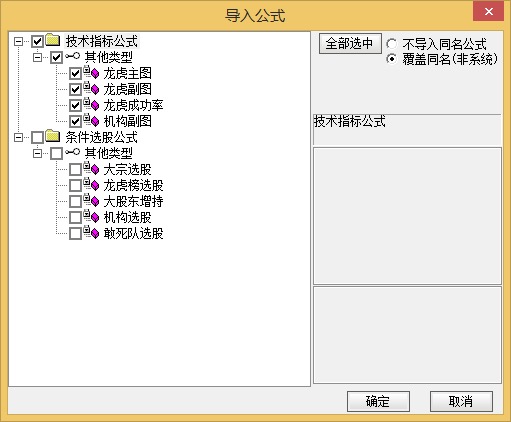 导入公式
技术指标公式
其他类型
龙虎主图
龙虎副图
龙虎成功率
机构副图
条件选股公式
其他类型
大宗选股
龙虎榜选股
大股东增持
机构选股
敢死队选股
全部选中
不导入同名公式
覆盖同名(非系统)
技术指标公式
确定
取消